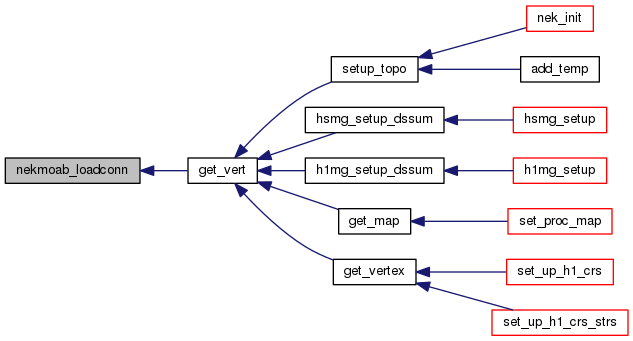 nek_init
setup_topo
add_temp
hsmg_setup_dssum
hsmg_setup
nekmoab_loadconn
get_vert
h1mg_setup_dssum
h1mg_setup
get_map
set_proc_map
get_vertex
set_up_h1_crs
set_up_h1_crs_strs